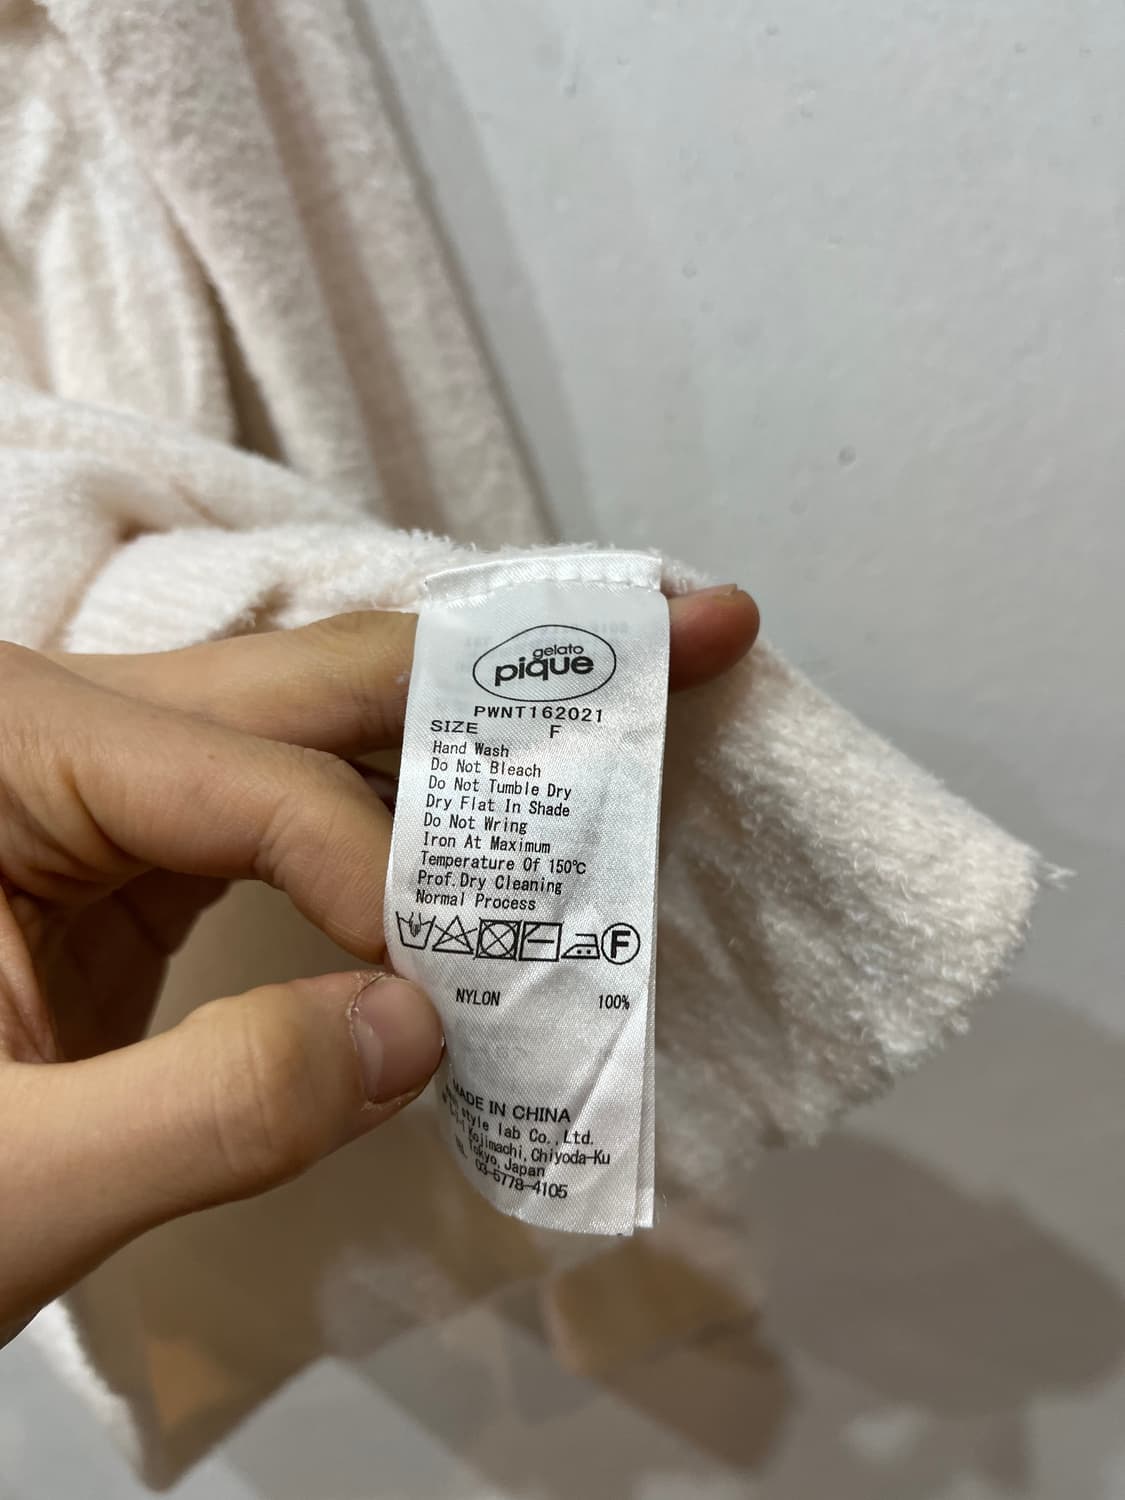 gelato
pique
PWNT162021
SIZE F
Hand Wash
Do Not Bleach
Do Not Tumble Dry
Dry Flat In Shade
Do Not Wring
Iron At Maximum
Temperature Of 150℃
Prof.Dry Cleaning
Normal Process
F
NYLON 100%
MADE IN CHINA
style lab Co.,Ltd.
Kojimachi,Chiyoda-Ku
Tokyo,Japan
03-5778-4105